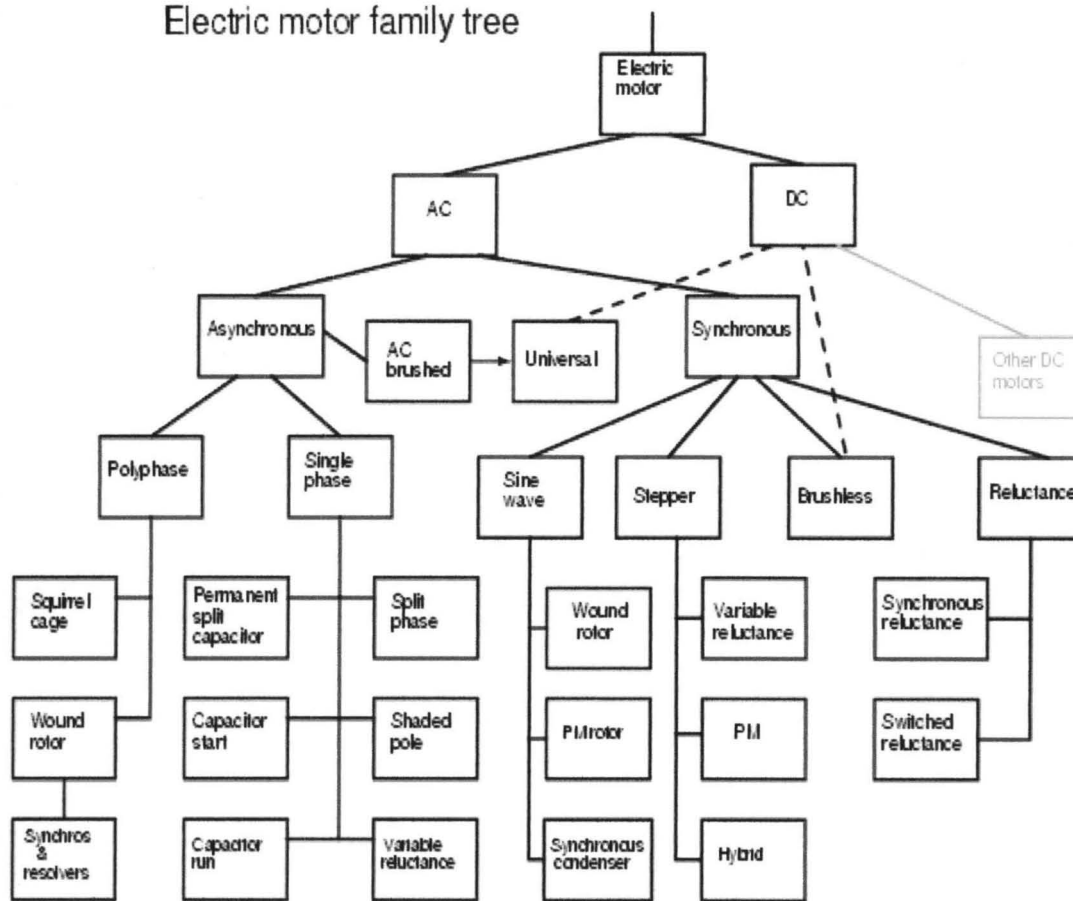 Electric motor family tree
Electric
motor
AC
DC
Asynchronous
AC
brushed
Universal
Synchronous
Other DC
motors
Polyphase
Single
phase
Sine
wave
Stepper
Brushless
Reluctance
Squirrel
cage
Permanent
split
capacitor
Split
phase
Wound
rotor
Variable
reluctance
Synchronous
reluctance
Wound
rotor
Capacitor
start
Shaded
pole
PM rotor
PM
Switched
reluctance
Synchros
&
resolvers
Capacitor
run
Variable
reluctance
Synchronous
condenser
Hybrid